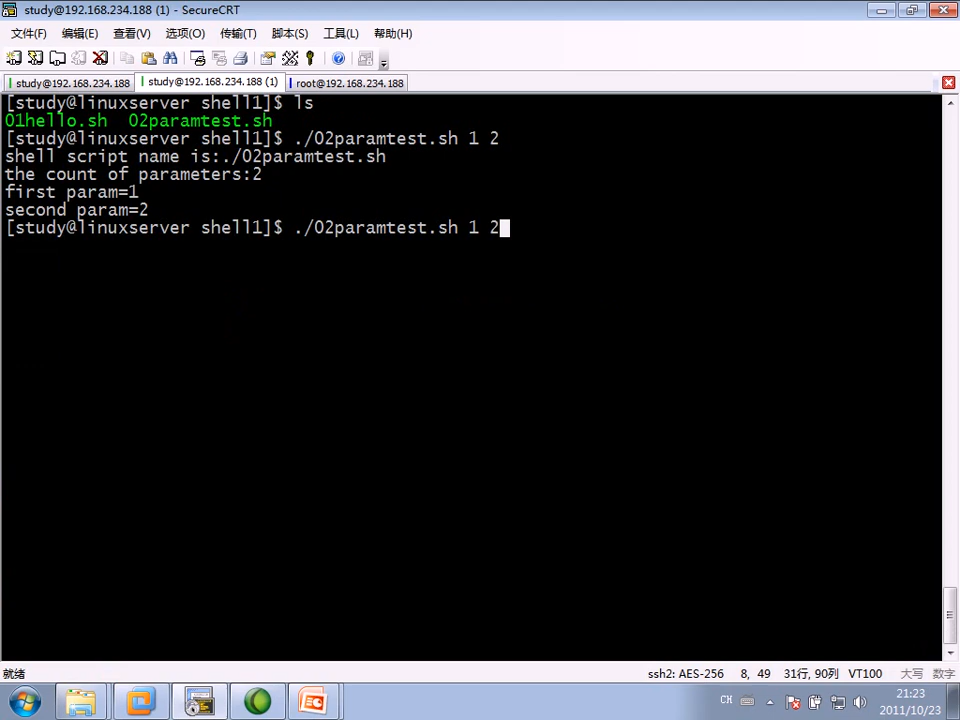 study@192.168.234.188 (1) - SecureCRT
文件(F) 编辑(E) 查看(V) 选项(O) 传输(T) 脚本(S) 工具(L) 帮助(H)
study@192.168.234.188 study@192.168.234.188 (1) root@192.168.234.188
[study@linuxserver shell1]$ ls
01hello.sh  02paramtest.sh
[study@linuxserver shell1]$ ./02paramtest.sh 1 2
shell script name is:./02paramtest.sh
the count of parameters:2
first param=1
second param=2
[study@linuxserver shell1]$ ./02paramtest.sh 1 2
就绪 ssh2: AES-256 8, 49 31行, 90列 VT100 大写 数字
CH 21:23
2011/10/23